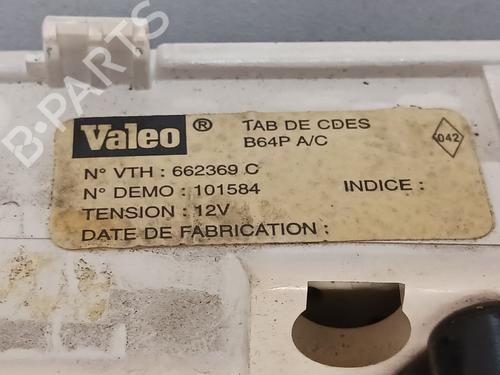 B-PARTS
Valeo ®
TAB DE CDES
B64P A/C
042
N° VTH : 662369 C
N° DEMO : 101584
INDICE :
TENSION : 12V
DATE DE FABRICATION :